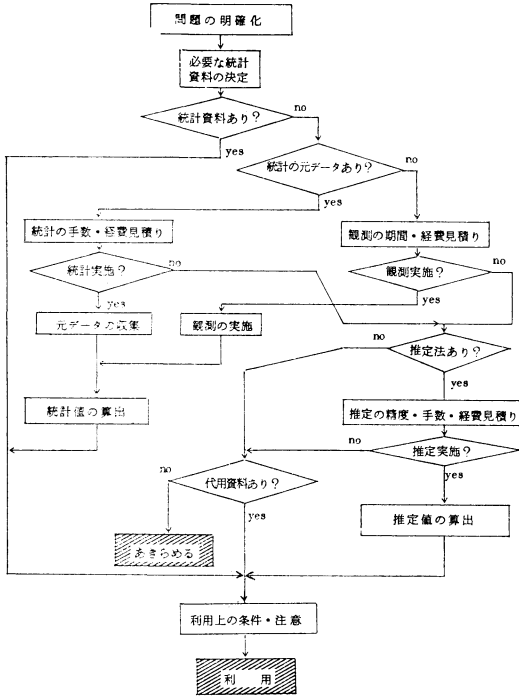 問題の明確化
必要な統計
資料の決定
統計資料あり?
no
yes
統計の元データあり?
no
yes
統計の手数・経費見積り
観測の期間・経費見積り
統計実施?
no
観測実施?
no
yes
yes
元データの収集
観測の実施
no
推定法あり?
yes
統計値の算出
推定の精度・手数・経費見積り
no
推定実施?
yes
no
代用資料あり?
yes
推定値の算出
あきらめる
利用上の条件・注意
利 用